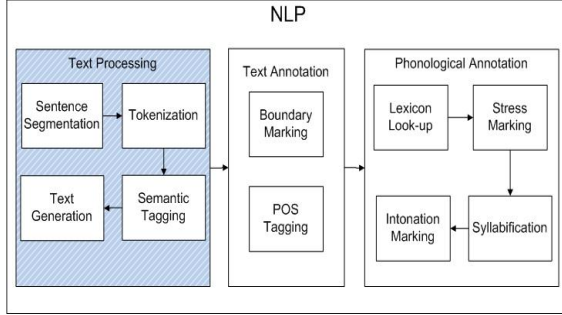 NLP
Text Processing
Sentence
Segmentation
Tokenization
Text
Generation
Semantic
Tagging
Text Annotation
Boundary
Marking
POS
Tagging
Phonological Annotation
Lexicon
Look-up
Stress
Marking
Intonation
Marking
Syllabification